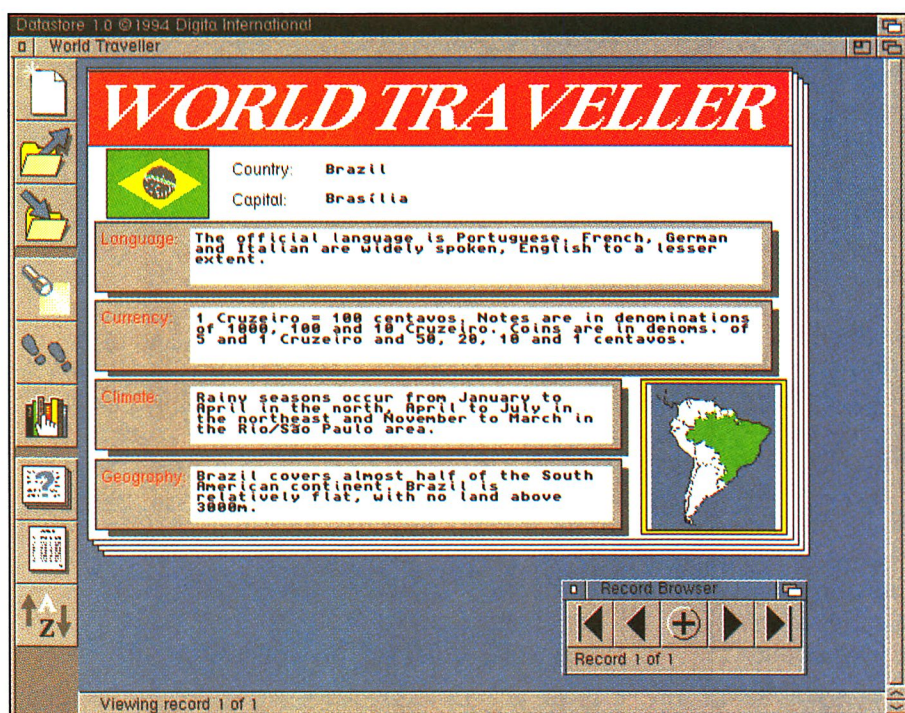 Datastore 1.0 ©1994 Digita International
World Traveller
WORLD TRAVELLER
Country: Brazil
Capital: Brasília
Language: The official language is Portuguese. French, German
and Italian are widely spoken, English to a lesser
extent.
Currency: 1 Cruzeiro = 100 centavos. Notes are in denominations
of 1000, 100 and 10 Cruzeiro. Coins are in denoms. of
5 and 1 Cruzeiro and 50, 20, 10 and 1 centavos.
Climate: Rainy seasons occur from January to
April in the north, April to July in
the Northeast and November to March in
the Rio/São Paulo area.
Geography: Brazil covers almost half of the South
American continent. Brazil is
relatively flat, with no land above
3000m.
A
Z
Record Browser
Record 1 of 1
Viewing record 1 of 1